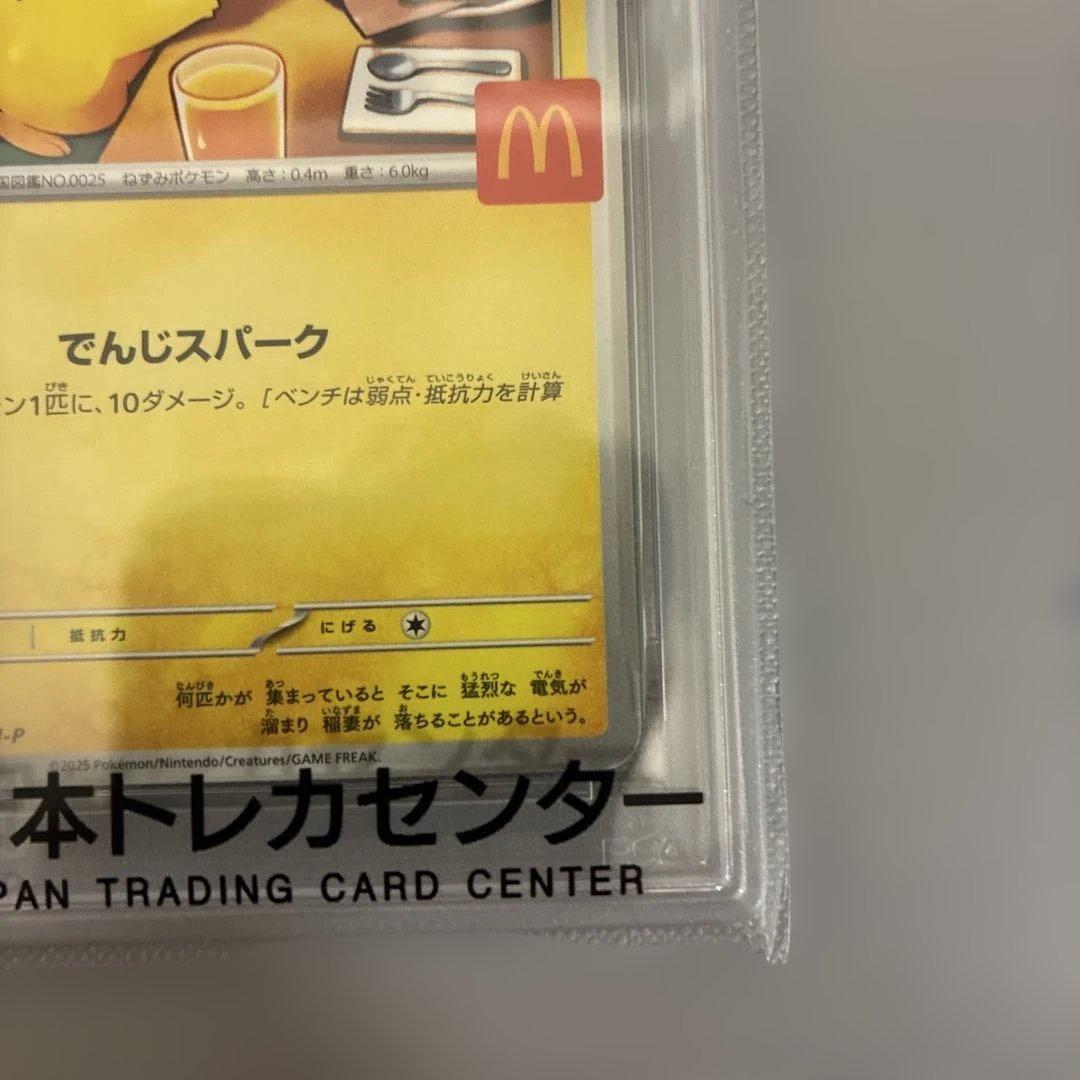 国図鑑NO.0025 ねずみポケモン 高さ：0.4m 重さ：6.0kg
でんじスパーク
ン1匹に、10ダメージ。［ベンチは弱点・抵抗力を計算
抵抗力
にげる
何匹かが 集まっていると そこに 猛烈な 電気が
溜まり 稲妻が 落ちることがあるという。
-P
©2025 Pokémon/Nintendo/Creatures/GAME FREAK.
本トレカセンター
PAN TRADING CARD CENTER
PSA